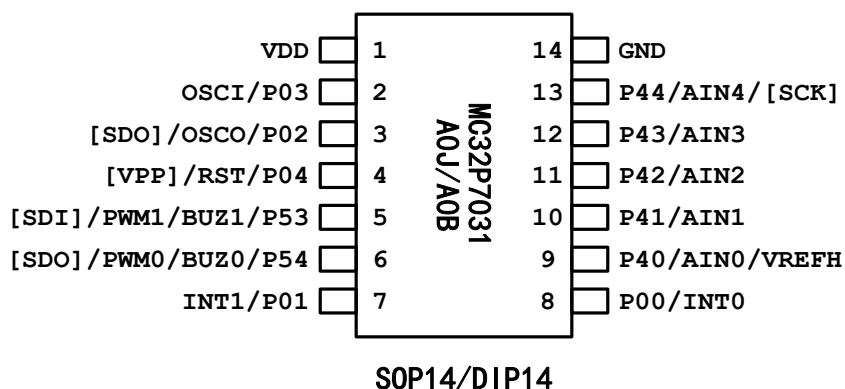 VDD 1 14 GND
OSCI/P03 2 13 P44/AIN4/[SCK]
[SDO]/OSCO/P02 3 12 P43/AIN3
[VPP]/RST/P04 4 11 P42/AIN2
[SDI]/PWM1/BUZ1/P53 5 10 P41/AIN1
[SDO]/PWM0/BUZ0/P54 6 9 P40/AIN0/VREFH
INT1/P01 7 8 P00/INT0
MC32P7031
A0J/A0B
SOP14/DIP14